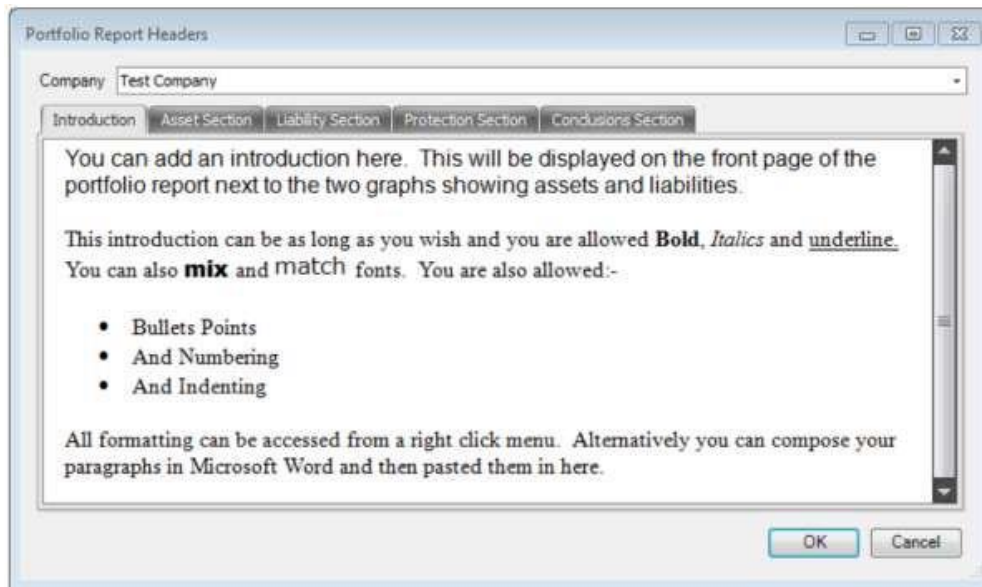 Portfolio Report Headers
Company Test Company
Introduction Asset Section Liability Section Protection Section Conclusions Section
You can add an introduction here. This will be displayed on the front page of the
portfolio report next to the two graphs showing assets and liabilities.
This introduction can be as long as you wish and you are allowed Bold, Italics and underline.
You can also mix and match fonts. You are also allowed:-
• Bullets Points
• And Numbering
• And Indenting
All formatting can be accessed from a right click menu. Alternatively you can compose your
paragraphs in Microsoft Word and then pasted them in here.
OK Cancel